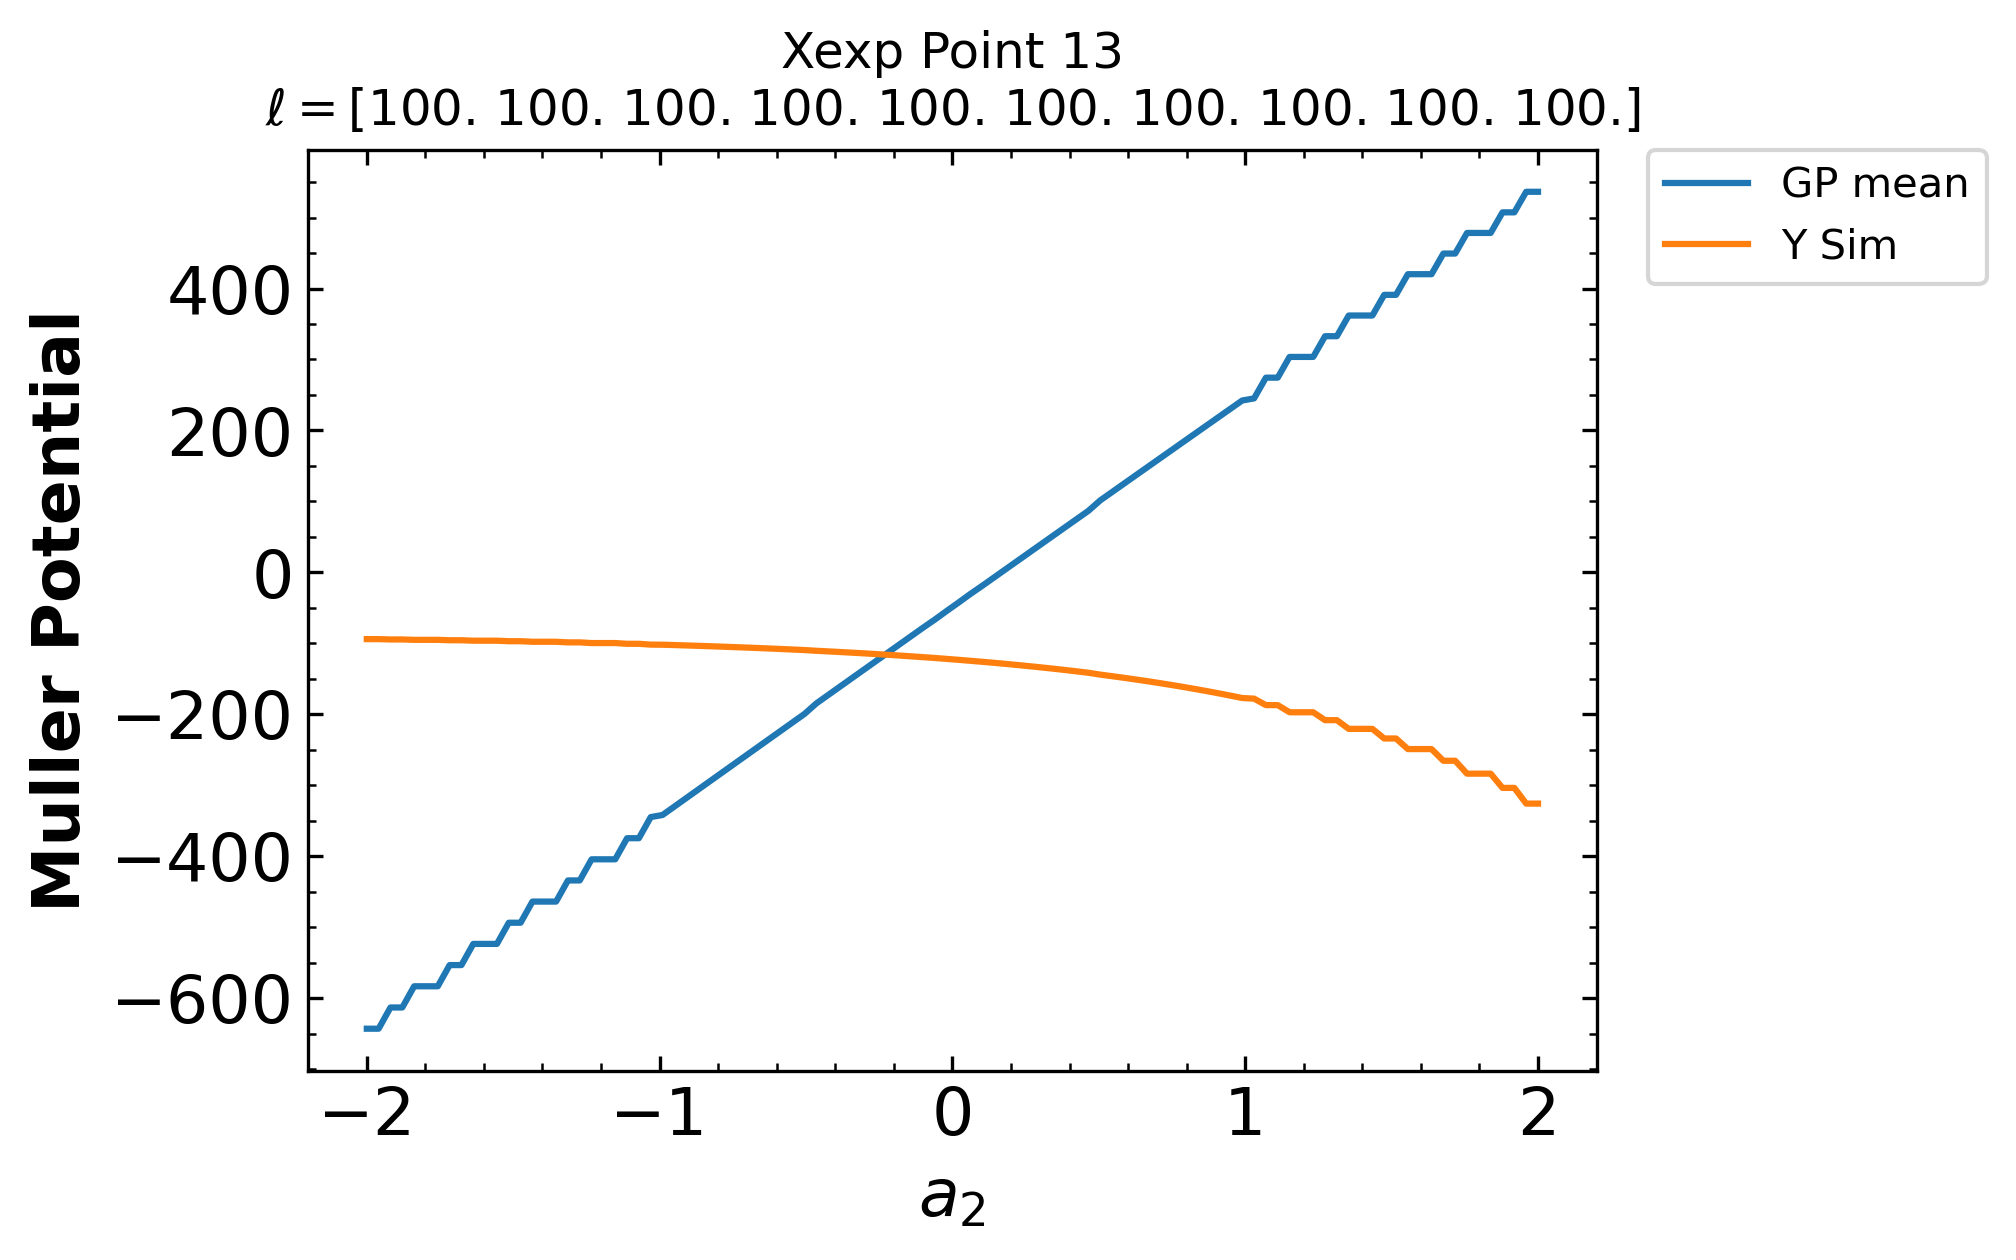 Xexp Point 13
ℓ = [100. 100. 100. 100. 100. 100. 100. 100. 100. 100.]
GP mean
Y Sim
Muller Potential
400
200
0
−200
−400
−600
−2 −1 0 1 2
a₂